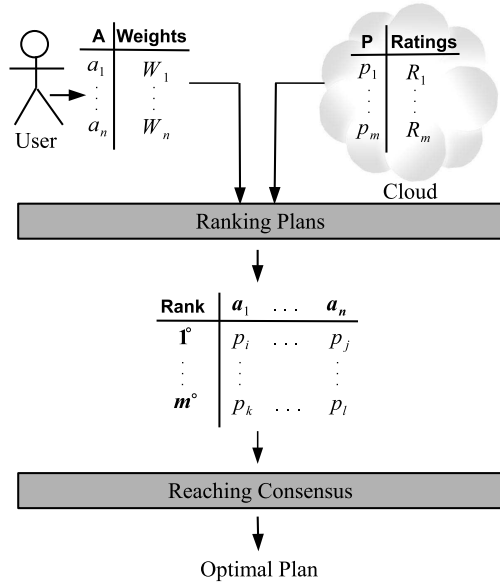 A Weights
a₁ W₁
⋮ ⋮
aₙ Wₙ
User
P Ratings
p₁ R₁
⋮ ⋮
pₘ Rₘ
Cloud
Ranking Plans
Rank a₁ . . . aₙ
1° pᵢ . . . pⱼ
⋮ ⋮ ⋮
m° pₖ . . . pₗ
Reaching Consensus
Optimal Plan